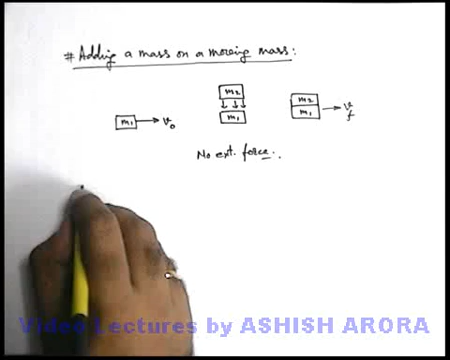 # Adding a mass on a moving mass:
m2
m1 v0 m1 m2 m1 vf
No ext. force.
Video Lectures by ASHISH ARORA